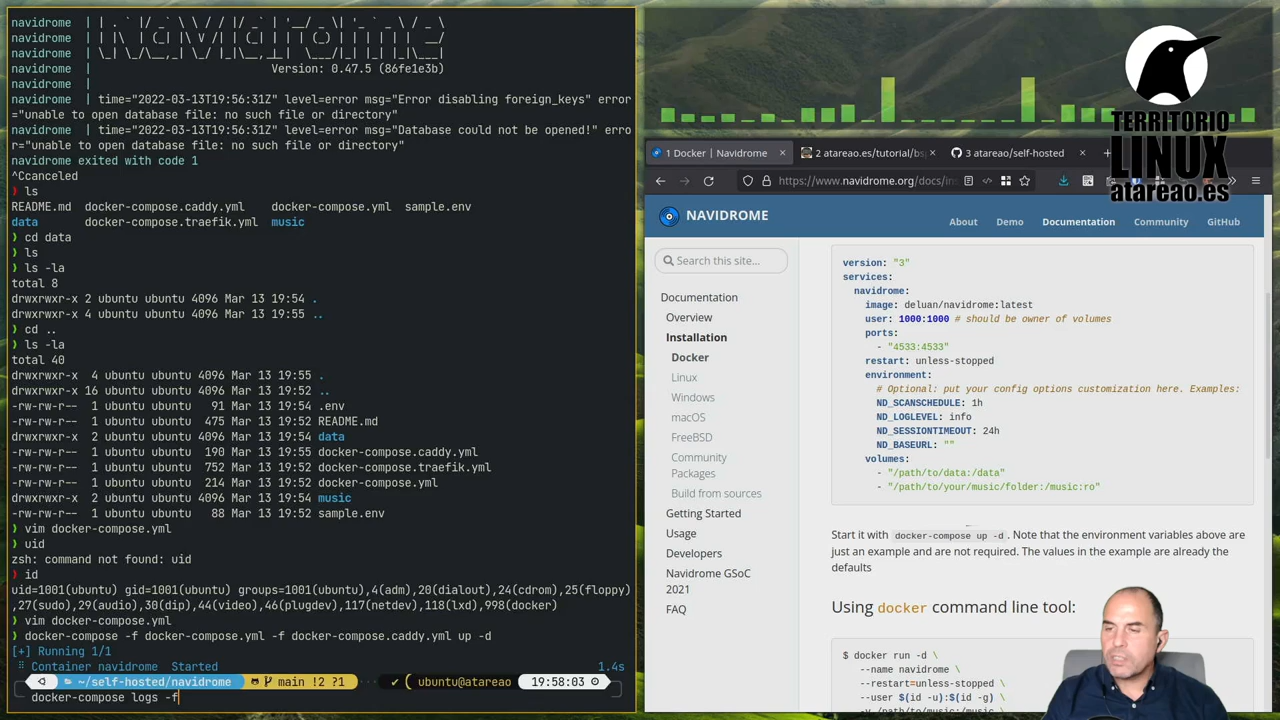 navidrome | | . ` |/ _` \ \ / / |/ _` | '__/ _ \| '_ ` _ \ / _ \
navidrome | | |\  | (_| |\ V /| | (_| | | | (_) | | | | | |  __/
navidrome | \_| \_/\__,_| \_/ |_|\__,_|_|  \___/|_| |_| |_|\___|
Version: 0.47.5 (86fe1e3b)
navidrome |
navidrome | time="2022-03-13T19:56:31Z" level=error msg="Error disabling foreign_keys" error
="unable to open database file: no such file or directory"
navidrome | time="2022-03-13T19:56:31Z" level=error msg="Database could not be opened!" erro
r="unable to open database file: no such file or directory"
navidrome exited with code 1
^Ccanceled
❯ ls
README.md docker-compose.caddy.yml docker-compose.yml sample.env
data docker-compose.traefik.yml music
❯ cd data
❯ ls
❯ ls -la
total 8
drwxrwxr-x 2 ubuntu ubuntu 4096 Mar 13 19:54 .
drwxrwxr-x 4 ubuntu ubuntu 4096 Mar 13 19:55 ..
❯ cd ..
❯ ls -la
total 40
drwxrwxr-x 4 ubuntu ubuntu 4096 Mar 13 19:55 .
drwxrwxr-x 16 ubuntu ubuntu 4096 Mar 13 19:52 ..
-rw-rw-r-- 1 ubuntu ubuntu 91 Mar 13 19:54 .env
-rw-rw-r-- 1 ubuntu ubuntu 475 Mar 13 19:52 README.md
drwxrwxr-x 2 ubuntu ubuntu 4096 Mar 13 19:54 data
-rw-rw-r-- 1 ubuntu ubuntu 190 Mar 13 19:55 docker-compose.caddy.yml
-rw-rw-r-- 1 ubuntu ubuntu 752 Mar 13 19:52 docker-compose.traefik.yml
-rw-rw-r-- 1 ubuntu ubuntu 214 Mar 13 19:52 docker-compose.yml
drwxrwxr-x 2 ubuntu ubuntu 4096 Mar 13 19:54 music
-rw-rw-r-- 1 ubuntu ubuntu 88 Mar 13 19:52 sample.env
❯ vim docker-compose.yml
❯ uid
zsh: command not found: uid
❯ id
uid=1001(ubuntu) gid=1001(ubuntu) groups=1001(ubuntu),4(adm),20(dialout),24(cdrom),25(floppy)
,27(sudo),29(audio),30(dip),44(video),46(plugdev),117(netdev),118(lxd),998(docker)
❯ vim docker-compose.yml
❯ docker-compose -f docker-compose.yml -f docker-compose.caddy.yml up -d
[+] Running 1/1
⠿ Container navidrome Started 1.4s
~/self-hosted/navidrome main !2 ?1 ✔ ubuntu@atareao 19:58:03
docker-compose logs -f
TERRITORIO
LINUX
atareao.es
1 Docker | Navidrome
2 atareao.es/tutorial/bs
3 atareao/self-hosted
https://www.navidrome.org/docs/ins
NAVIDROME
About Demo Documentation Community GitHub
Search this site...
Documentation
Overview
Installation
Docker
Linux
Windows
macOS
FreeBSD
Community
Packages
Build from sources
Getting Started
Usage
Developers
Navidrome GSoC
2021
FAQ
version: "3"
services:
navidrome:
image: deluan/navidrome:latest
user: 1000:1000 # should be owner of volumes
ports:
- "4533:4533"
restart: unless-stopped
environment:
# Optional: put your config options customization here. Examples:
ND_SCANSCHEDULE: 1h
ND_LOGLEVEL: info
ND_SESSIONTIMEOUT: 24h
ND_BASEURL: ""
volumes:
- "/path/to/data:/data"
- "/path/to/your/music/folder:/music:ro"
Start it with docker-compose up -d. Note that the environment variables above are
just an example and are not required. The values in the example are already the
defaults
Using docker command line tool:
$ docker run -d \
--name navidrome \
--restart=unless-stopped \
--user $(id -u):$(id -g) \
-v /path/to/music:/music \